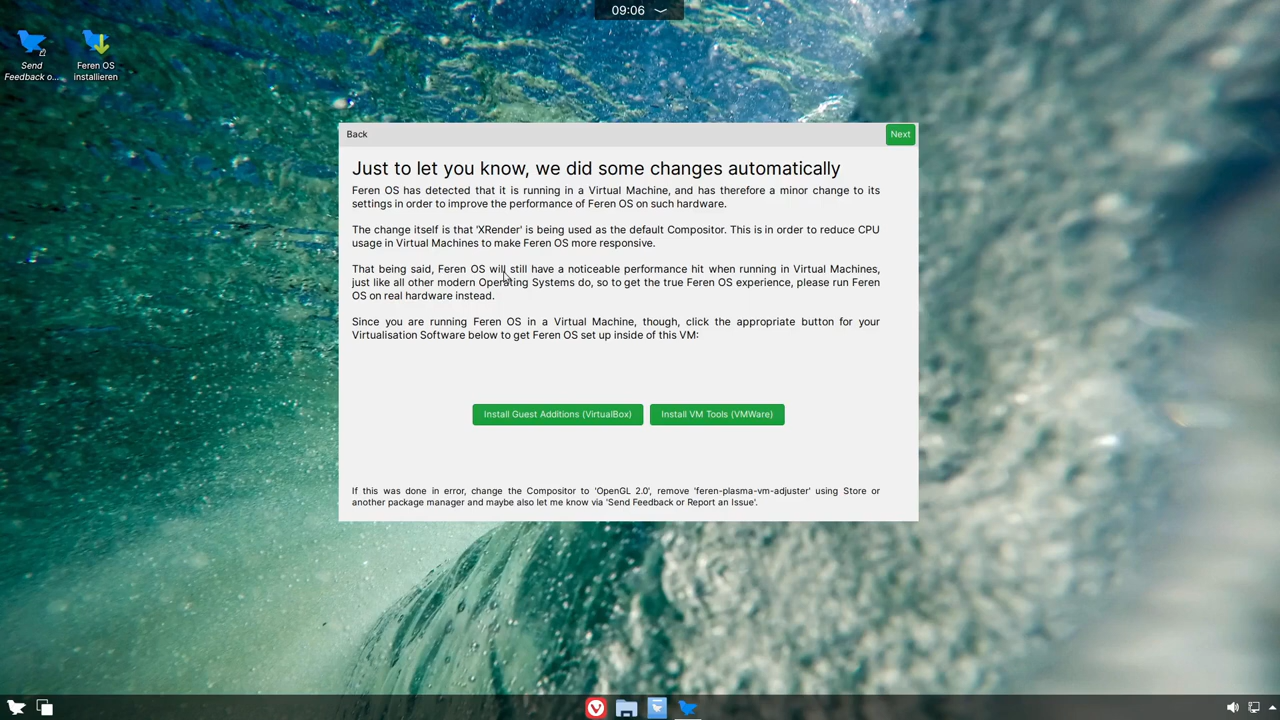 09:06
Send
Feedback o...
Feren OS
installieren
Back
Next
Just to let you know, we did some changes automatically
Feren OS has detected that it is running in a Virtual Machine, and has therefore a minor change to its
settings in order to improve the performance of Feren OS on such hardware.
The change itself is that 'XRender' is being used as the default Compositor. This is in order to reduce CPU
usage in Virtual Machines to make Feren OS more responsive.
That being said, Feren OS will still have a noticeable performance hit when running in Virtual Machines,
just like all other modern Operating Systems do, so to get the true Feren OS experience, please run Feren
OS on real hardware instead.
Since you are running Feren OS in a Virtual Machine, though, click the appropriate button for your
Virtualisation Software below to get Feren OS set up inside of this VM:
Install Guest Additions (VirtualBox)
Install VM Tools (VMWare)
If this was done in error, change the Compositor to 'OpenGL 2.0', remove 'feren-plasma-vm-adjuster' using Store or
another package manager and maybe also let me know via 'Send Feedback or Report an Issue'.